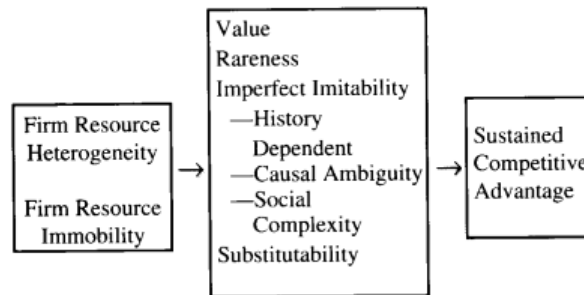 Firm Resource
Heterogeneity
Firm Resource
Immobility
Value
Rareness
Imperfect Imitability
—History
Dependent
—Causal Ambiguity
—Social
Complexity
Substitutability
Sustained
Competitive
Advantage